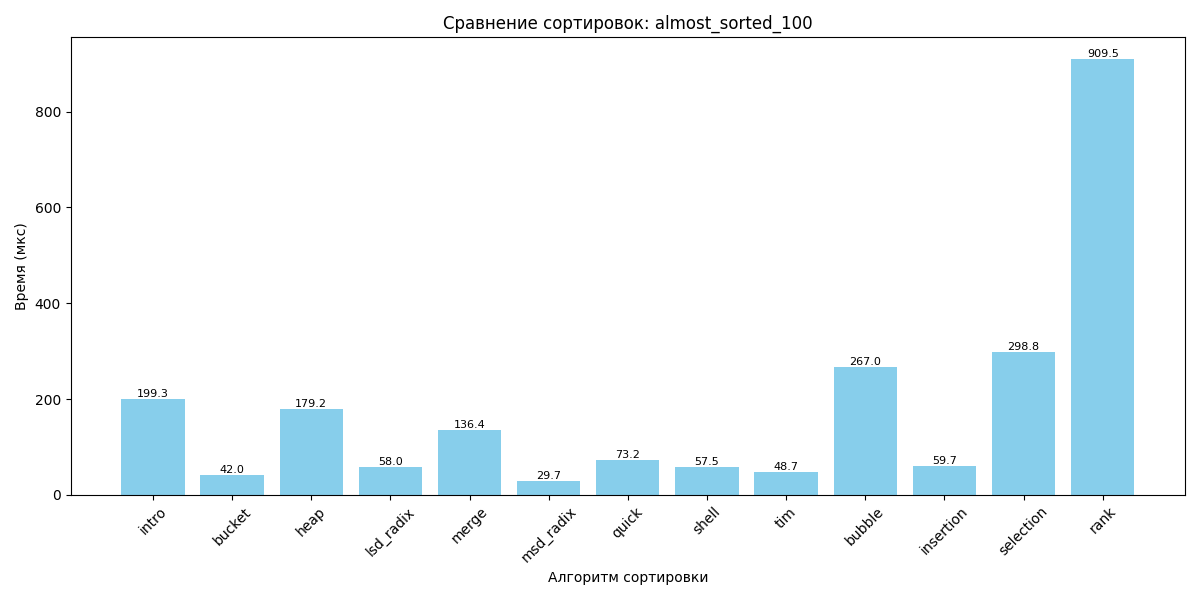 Сравнение сортировок: almost_sorted_100
Время (мкс)
800
600
400
200
0
199.3
42.0
179.2
58.0
136.4
29.7
73.2
57.5
48.7
267.0
59.7
298.8
909.5
intro
bucket
heap
lsd_radix
merge
msd_radix
quick
shell
tim
bubble
insertion
selection
rank
Алгоритм сортировки